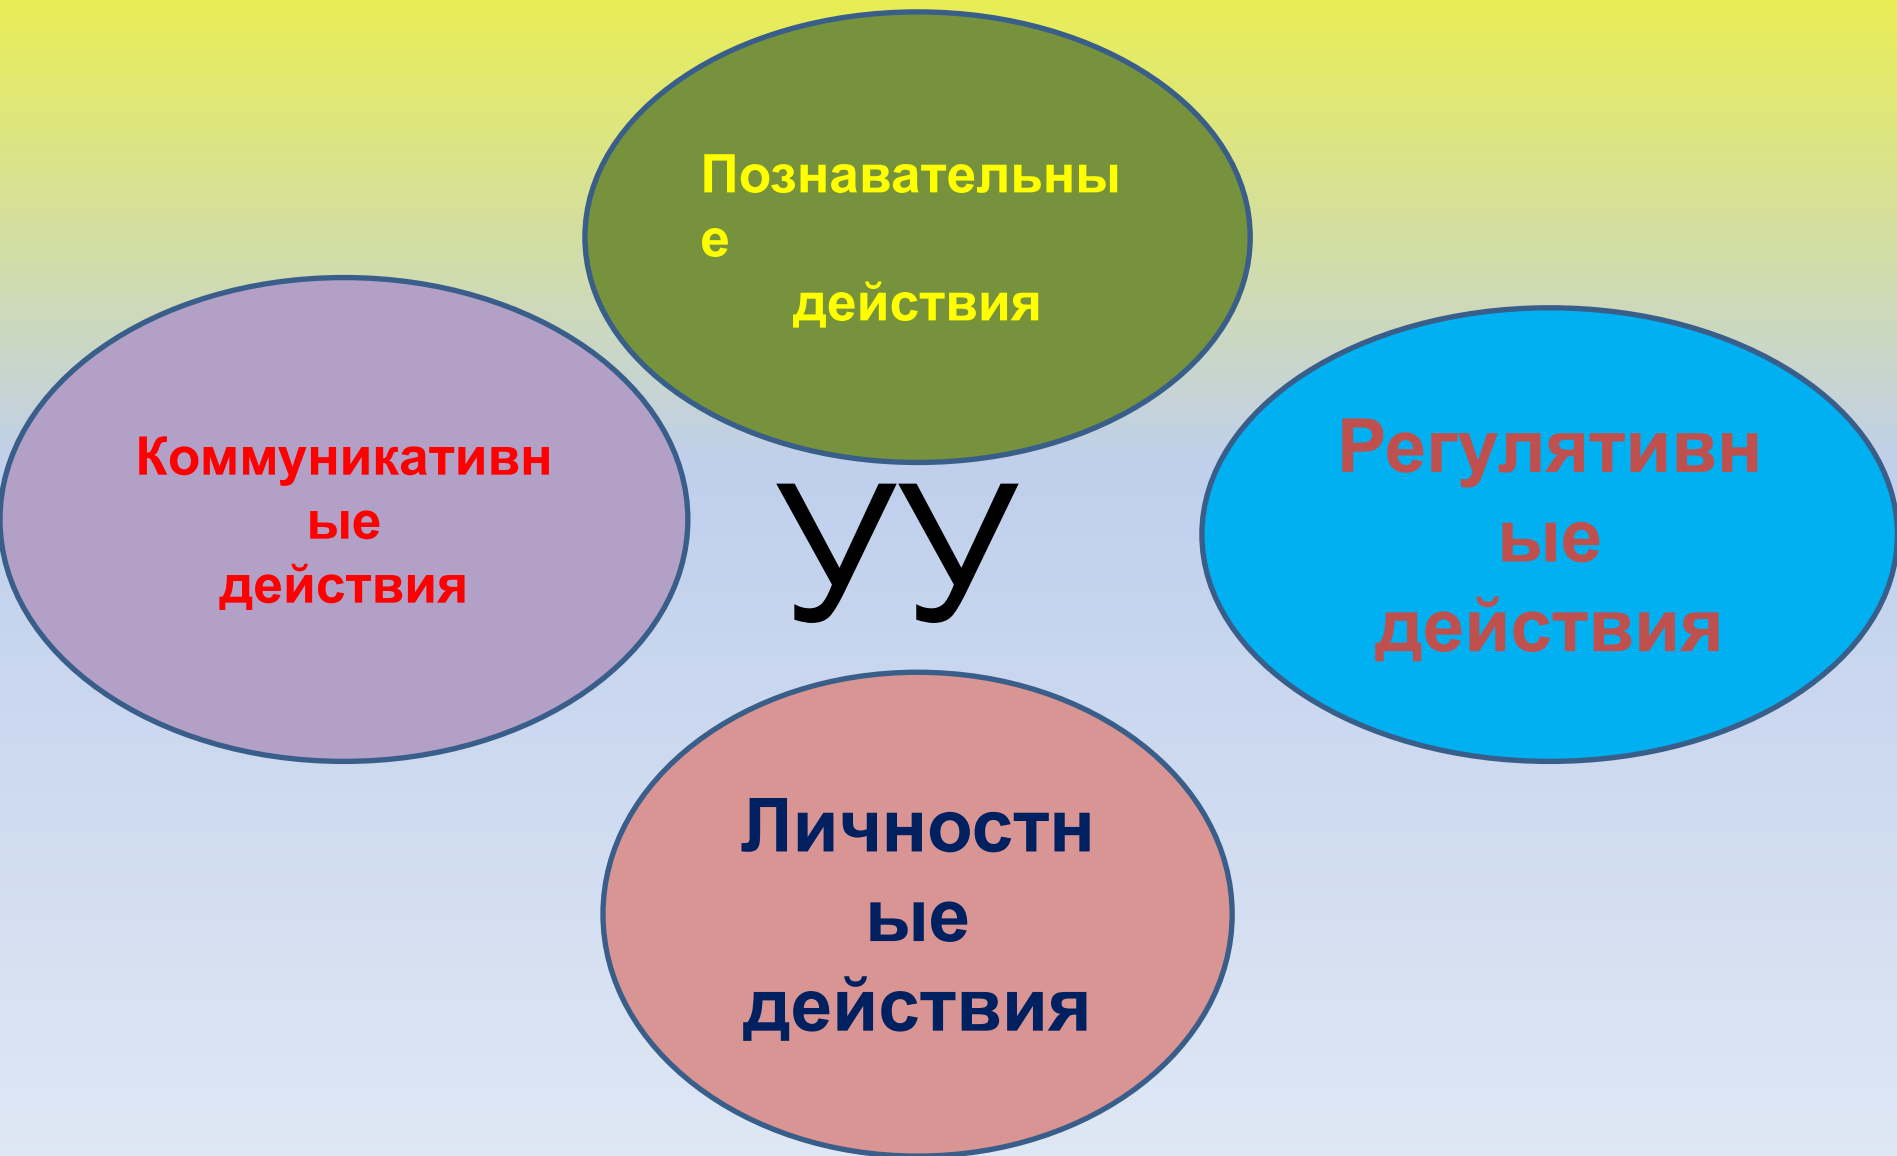 Познавательны
е
действия
Коммуникативн
ые
действия
УУ
Регулятивн
ые
действия
Личностн
ые
действия